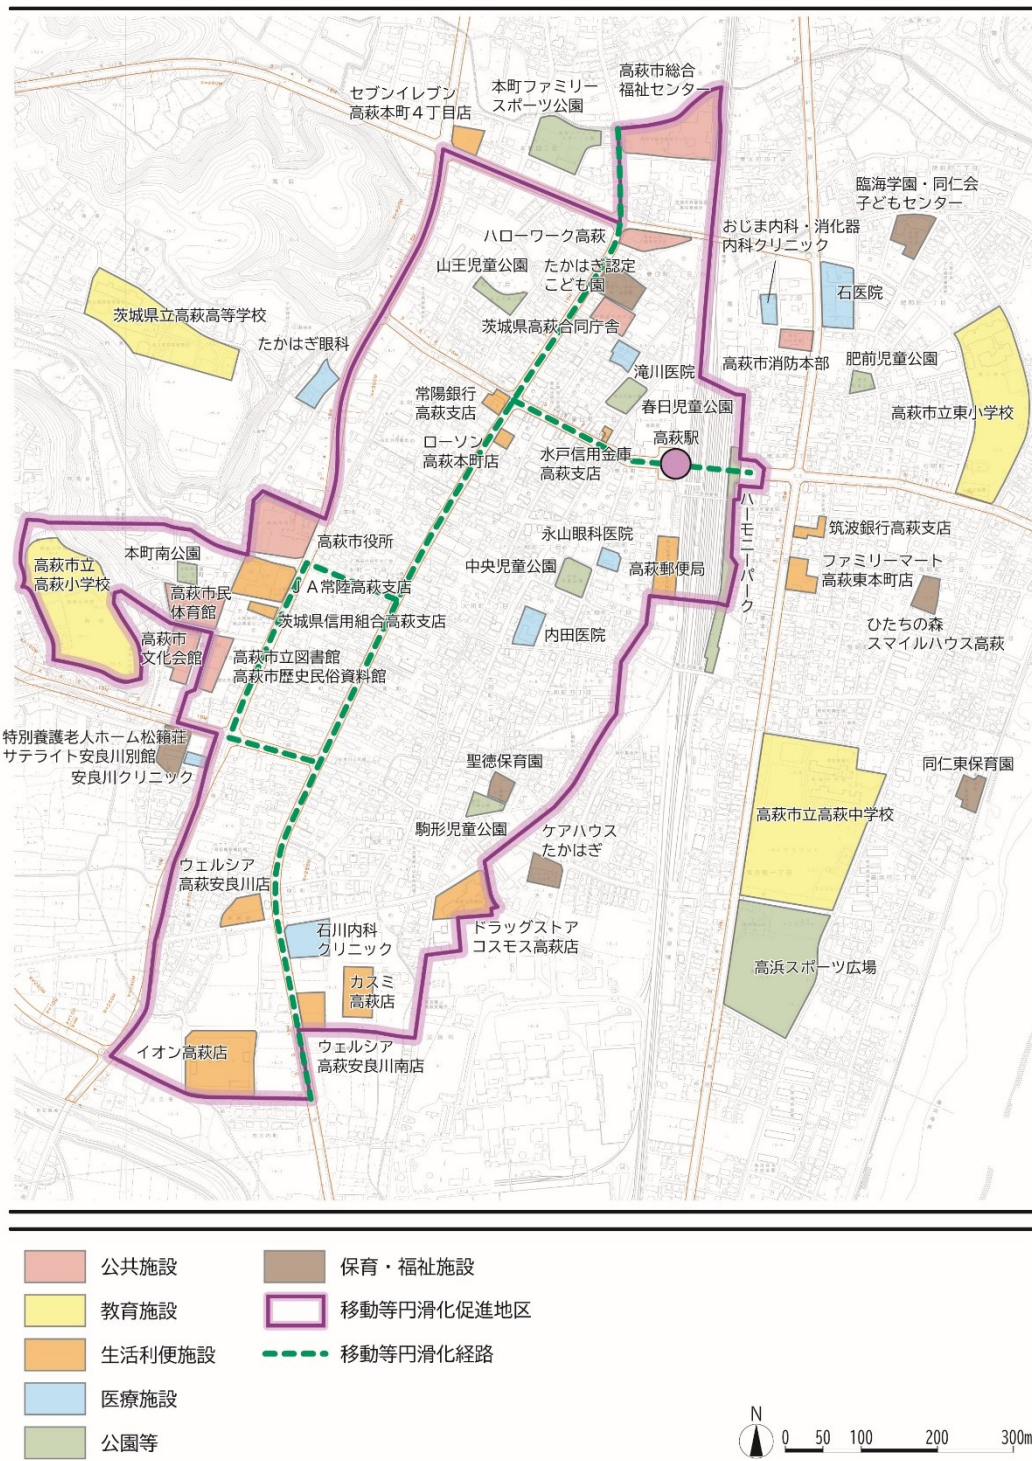 高萩市総合
福祉センター
セブンイレブン
高萩本町４丁目店
本町ファミリー
スポーツ公園
臨海学園・同仁会
子どもセンター
おじま内科・消化器
内科クリニック
ハローワーク高萩
山王児童公園
たかはぎ認定
こども園
石医院
茨城県立高萩高等学校
茨城県高萩合同庁舎
たかはぎ眼科
滝川医院
高萩市消防本部
肥前児童公園
常陽銀行
高萩支店
春日児童公園
高萩市立東小学校
高萩駅
ローソン
高萩本町店
水戸信用金庫
高萩支店
ハーモニーパーク
筑波銀行高萩支店
高萩市役所
永山眼科医院
本町南公園
高萩市立
高萩小学校
中央児童公園
高萩郵便局
ファミリーマート
高萩東本町店
ＪＡ常陸高萩支店
高萩市民
体育館
茨城県信用組合高萩支店
ひたちの森
スマイルハウス高萩
内田医院
高萩市
文化会館
高萩市立図書館
高萩市歴史民俗資料館
特別養護老人ホーム松籟荘
サテライト安良川別館
安良川クリニック
聖徳保育園
同仁東保育園
駒形児童公園
高萩市立高萩中学校
ケアハウス
たかはぎ
ウェルシア
高萩安良川店
石川内科
クリニック
ドラッグストア
コスモス高萩店
高浜スポーツ広場
カスミ
高萩店
イオン高萩店
ウェルシア
高萩安良川南店
公共施設
保育・福祉施設
教育施設
移動等円滑化促進地区
生活利便施設
移動等円滑化経路
医療施設
公園等
N
0 50 100 200 300m